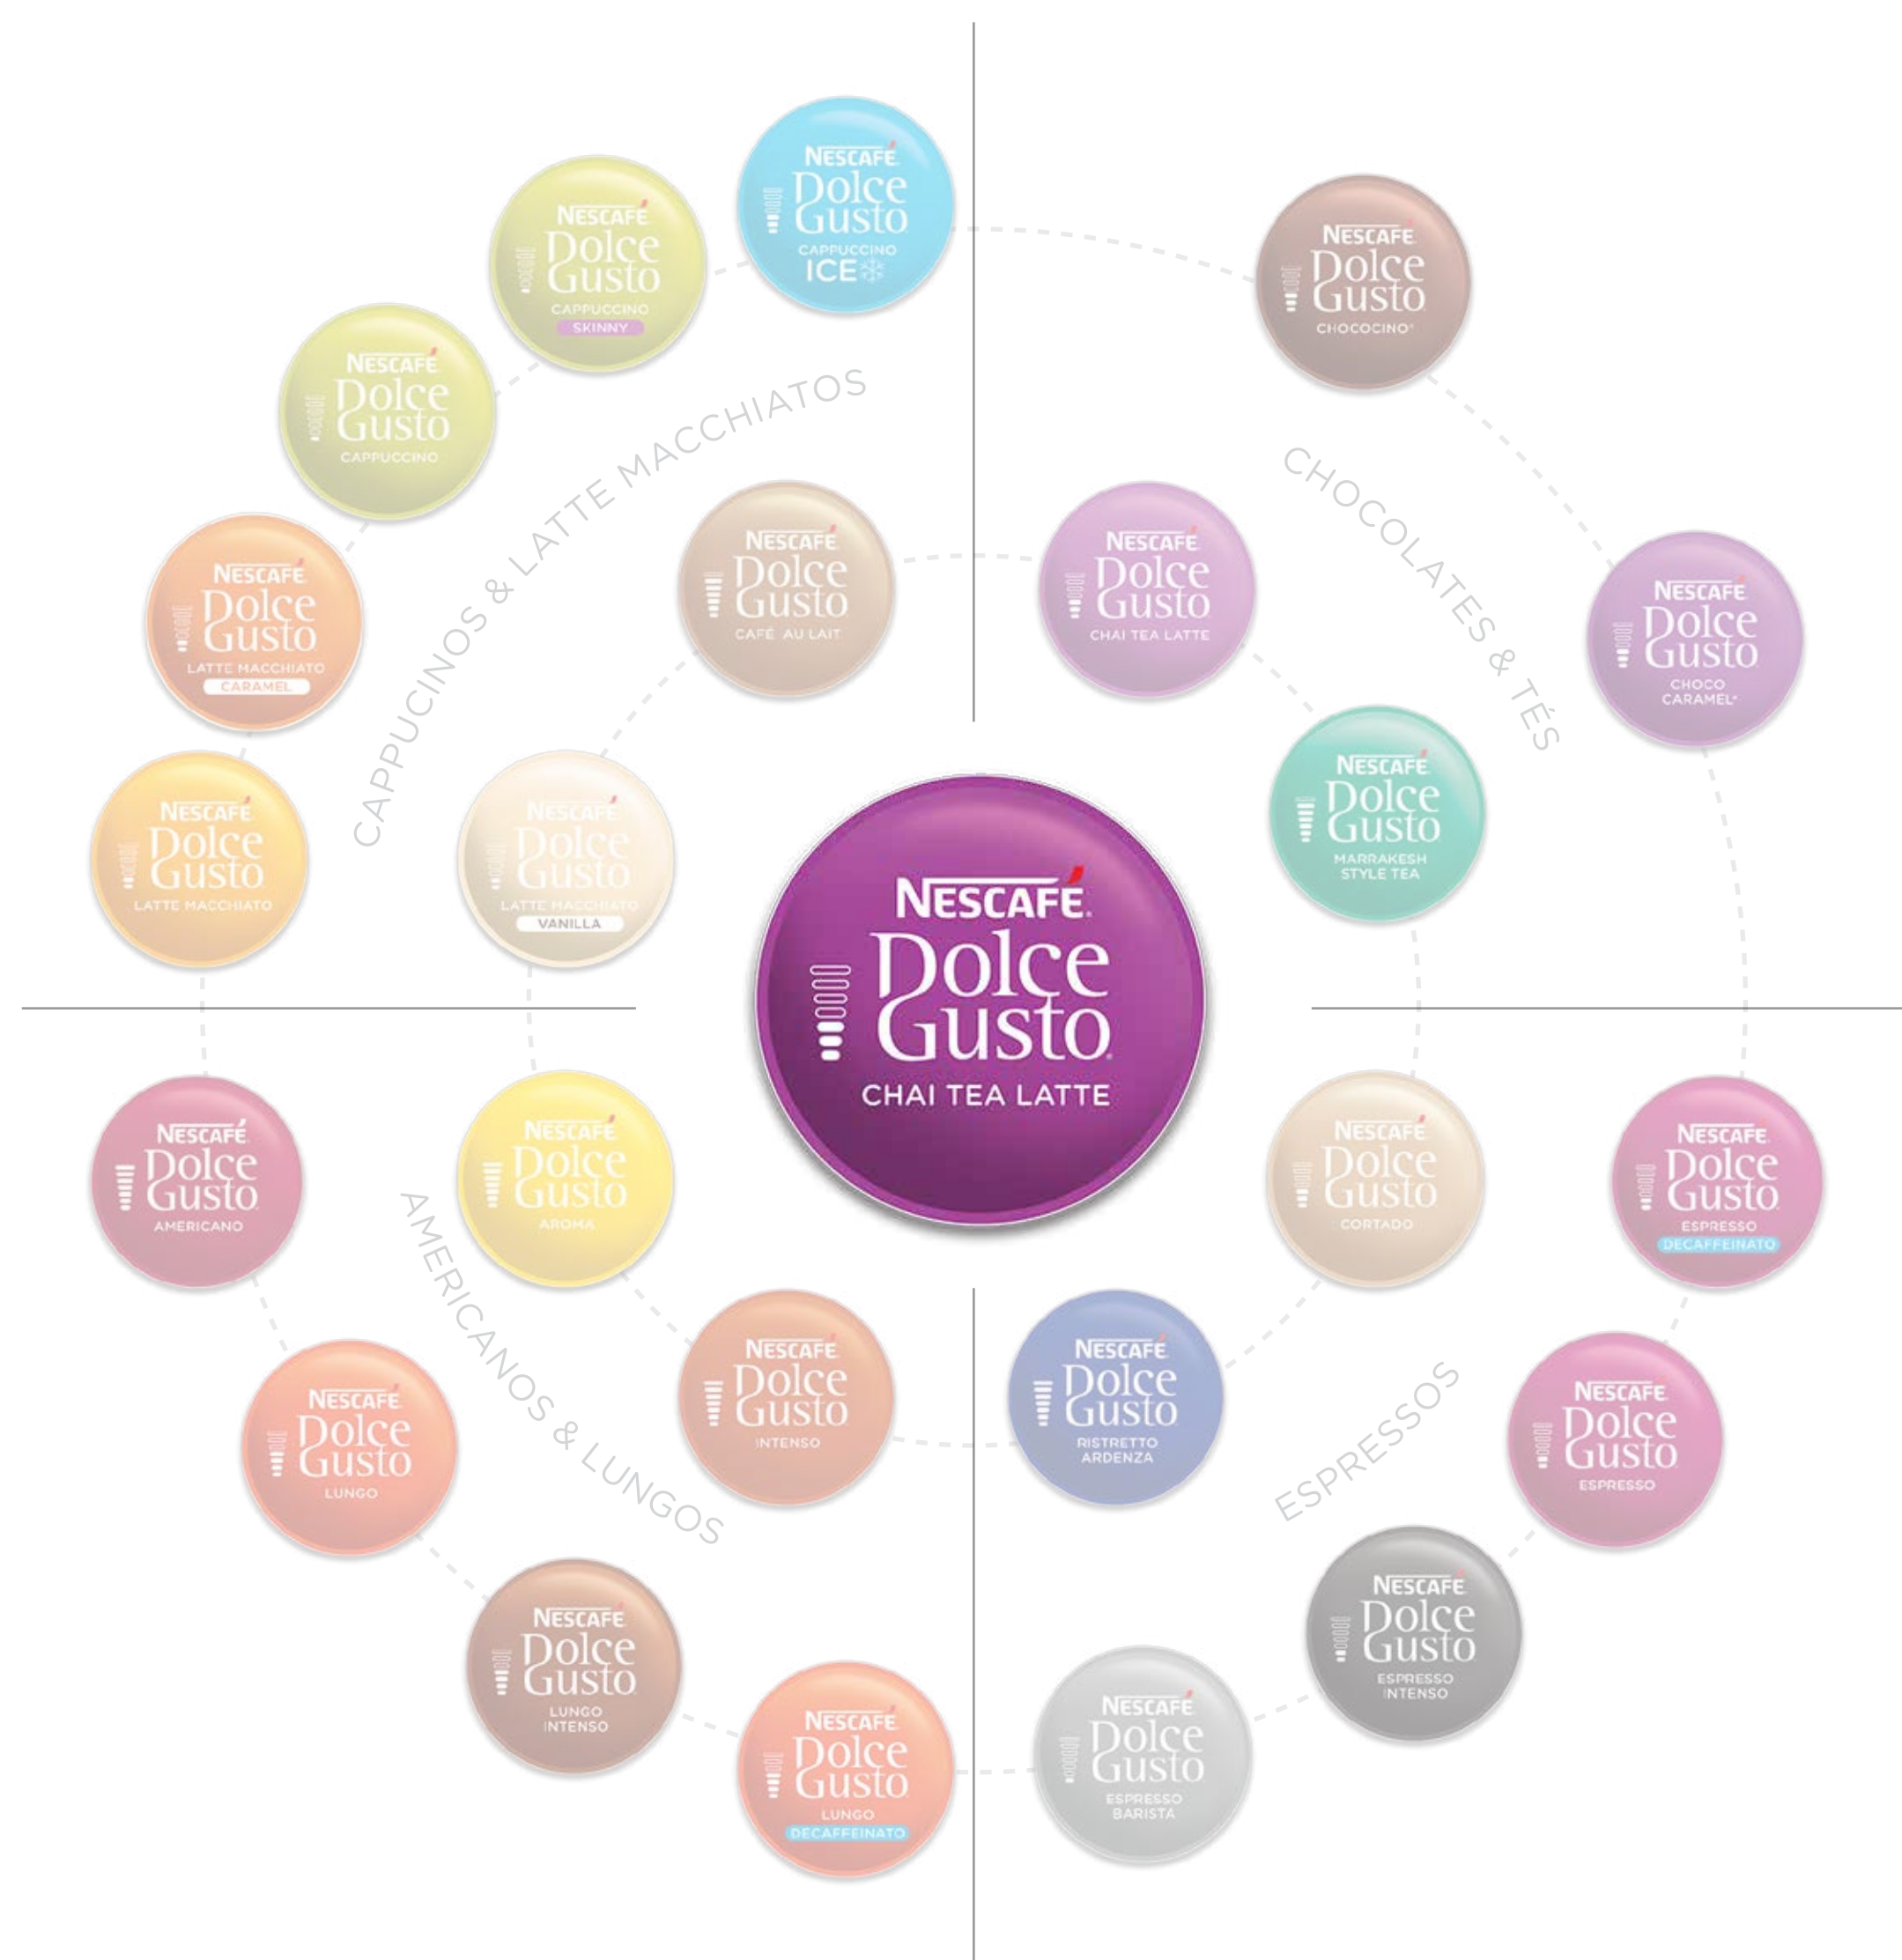 NESCAFÉ
Dolce
Gusto
CAPPUCCINO
ICE
NESCAFÉ
Dolce
Gusto
CAPPUCCINO
SKINNY
NESCAFÉ
Dolce
Gusto
CAPPUCCINO
NESCAFÉ
Dolce
Gusto
LATTE MACCHIATO
CARAMEL
NESCAFÉ
Dolce
Gusto
LATTE MACCHIATO
CAPPUCINOS & LATTE MACCHIATOS
NESCAFÉ
Dolce
Gusto
CAFÉ AU LAIT
NESCAFÉ
Dolce
Gusto
LATTE MACCHIATO
VANILLA
NESCAFÉ
Dolce
Gusto
CHOCOCINO*
NESCAFÉ
Dolce
Gusto
CHOCO
CARAMEL*
CHOCOLATES & TÉS
NESCAFÉ
Dolce
Gusto
CHAI TEA LATTE
NESCAFÉ
Dolce
Gusto
MARRAKESH
STYLE TEA
NESCAFÉ®
Dolce
Gusto®
CHAI TEA LATTE
NESCAFÉ
Dolce
Gusto
AMERICANO
NESCAFÉ
Dolce
Gusto
AROMA
AMERICANOS & LUNGOS
NESCAFÉ
Dolce
Gusto
INTENSO
NESCAFÉ
Dolce
Gusto
LUNGO
NESCAFÉ
Dolce
Gusto
LUNGO
INTENSO
NESCAFÉ
Dolce
Gusto
LUNGO
DECAFFEINATO
NESCAFÉ
Dolce
Gusto
CORTADO
NESCAFÉ
Dolce
Gusto
ESPRESSO
DECAFFEINATO
NESCAFÉ
Dolce
Gusto
RISTRETTO
ARDENZA
ESPRESSOS
NESCAFÉ
Dolce
Gusto
ESPRESSO
NESCAFÉ
Dolce
Gusto
ESPRESSO
INTENSO
NESCAFÉ
Dolce
Gusto
ESPRESSO
BARISTA